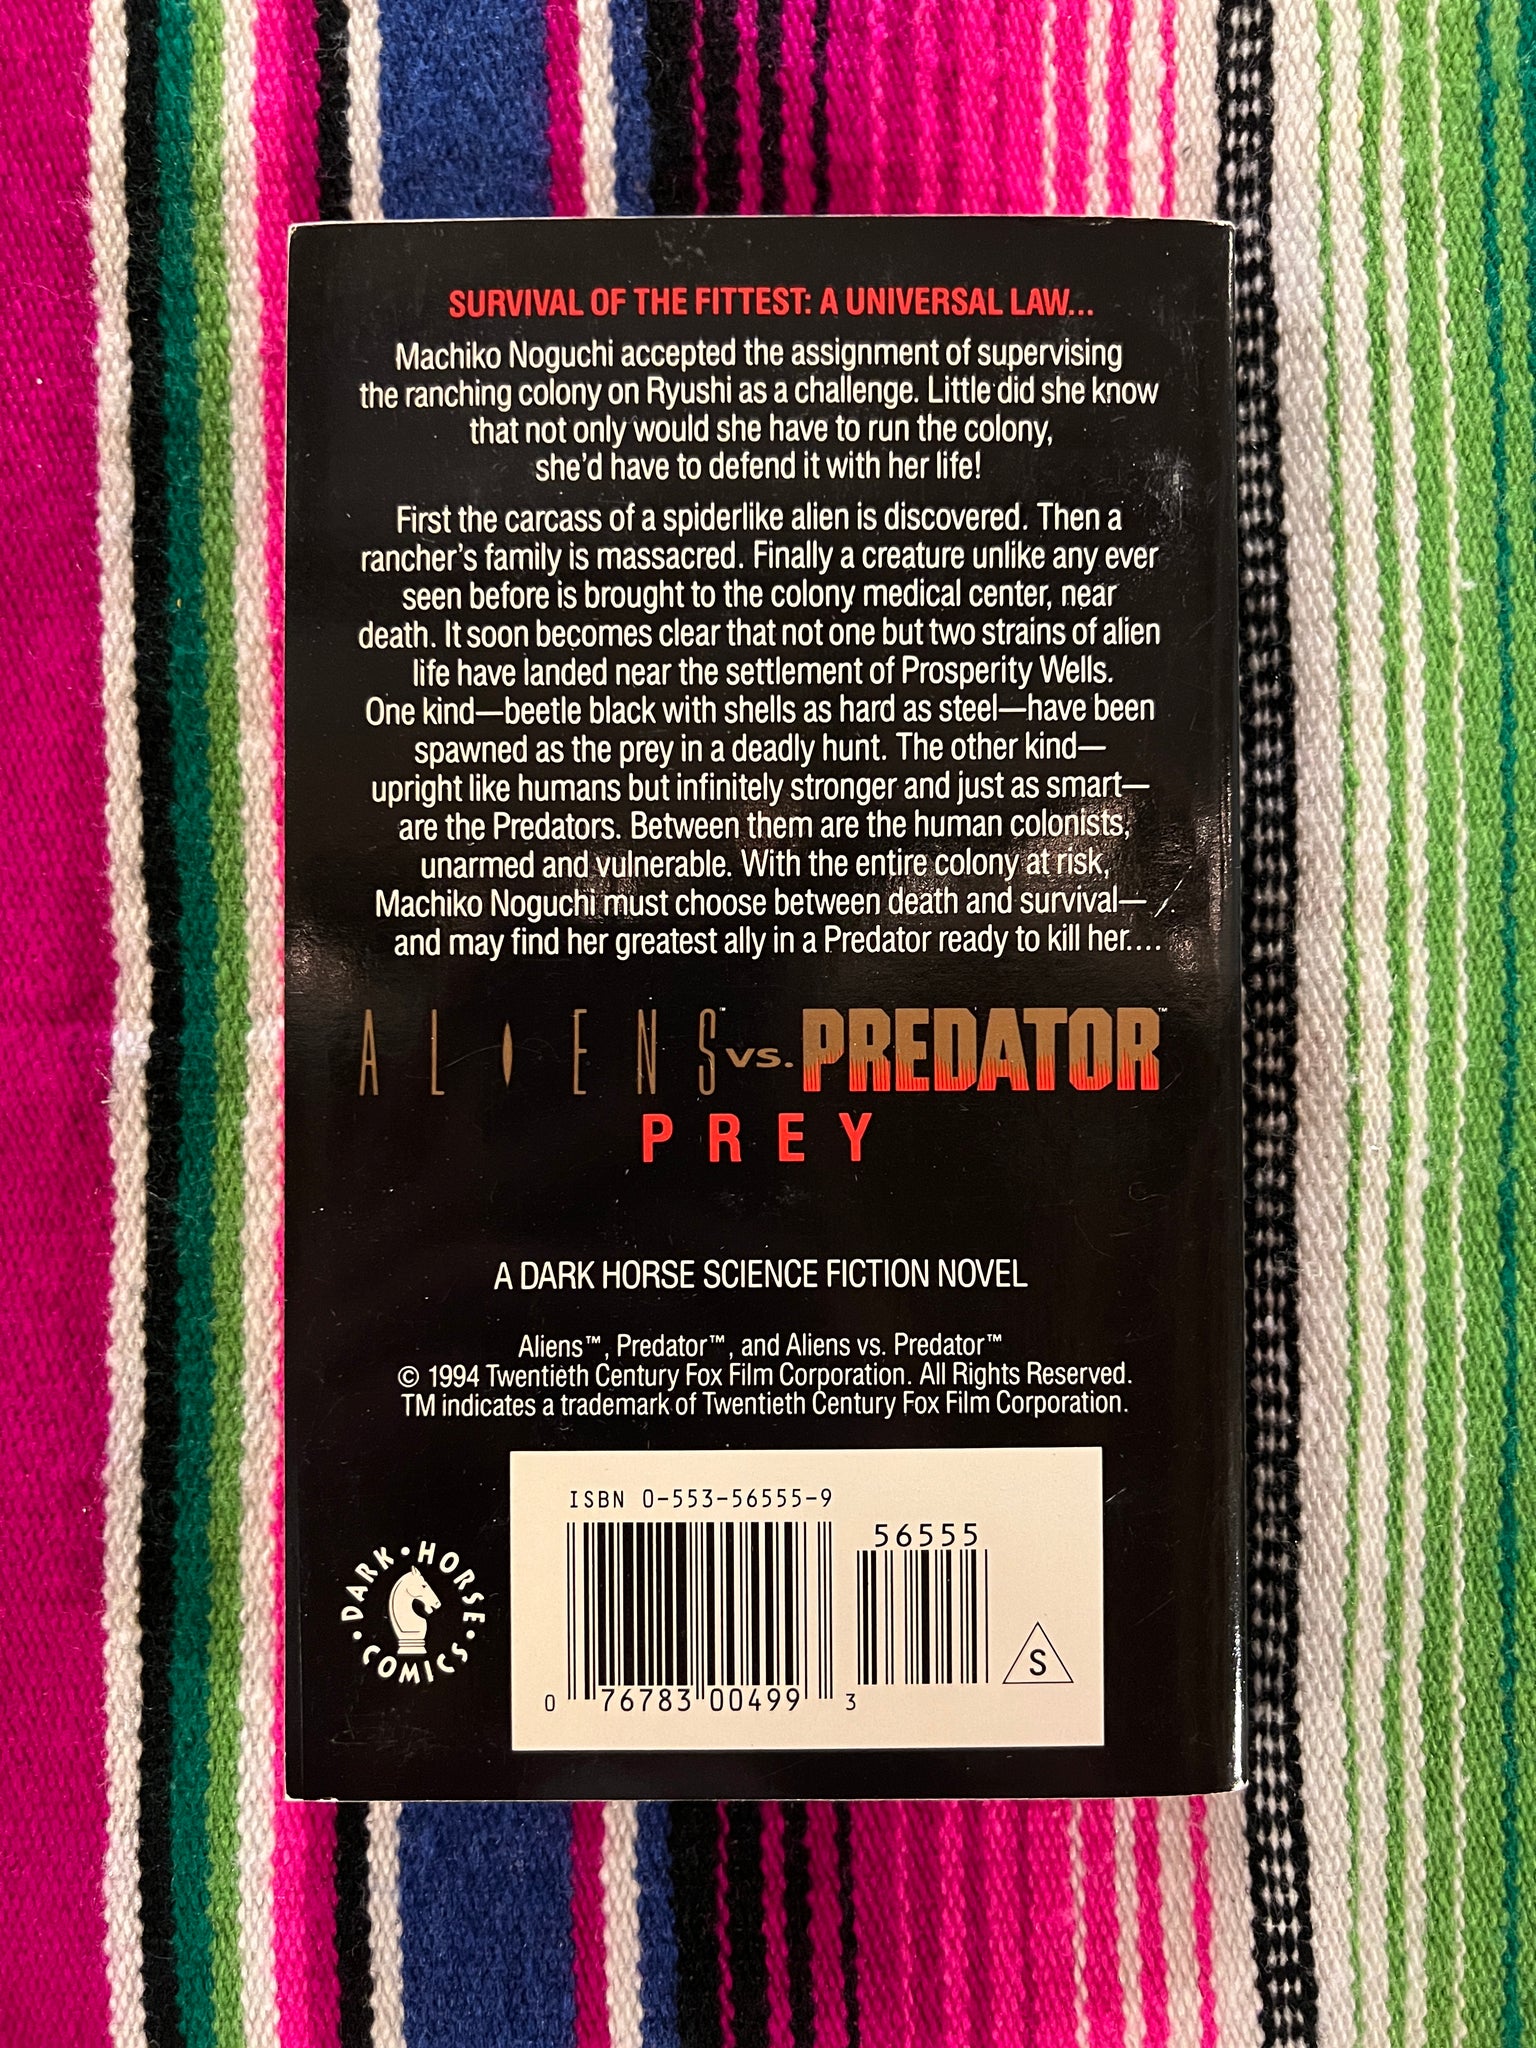 SURVIVAL OF THE FITTEST: A UNIVERSAL LAW...
Machiko Noguchi accepted the assignment of supervising
the ranching colony on Ryushi as a challenge. Little did she know
that not only would she have to run the colony,
she'd have to defend it with her life!
First the carcass of a spiderlike alien is discovered. Then a
rancher's family is massacred. Finally a creature unlike any ever
seen before is brought to the colony medical center, near
death. It soon becomes clear that not one but two strains of alien
life have landed near the settlement of Prosperity Wells.
One kind—beetle black with shells as hard as steel—have been
spawned as the prey in a deadly hunt. The other kind—
upright like humans but infinitely stronger and just as smart—
are the Predators. Between them are the human colonists,
unarmed and vulnerable. With the entire colony at risk,
Machiko Noguchi must choose between death and survival—
and may find her greatest ally in a Predator ready to kill her....
ALIENS™ vs. PREDATOR™
PREY
A DARK HORSE SCIENCE FICTION NOVEL
Aliens™, Predator™, and Aliens vs. Predator™
© 1994 Twentieth Century Fox Film Corporation. All Rights Reserved.
TM indicates a trademark of Twentieth Century Fox Film Corporation.
ISBN 0-553-56555-9
56555
0 76783 00499 3
S
DARK • HORSE • COMICS •